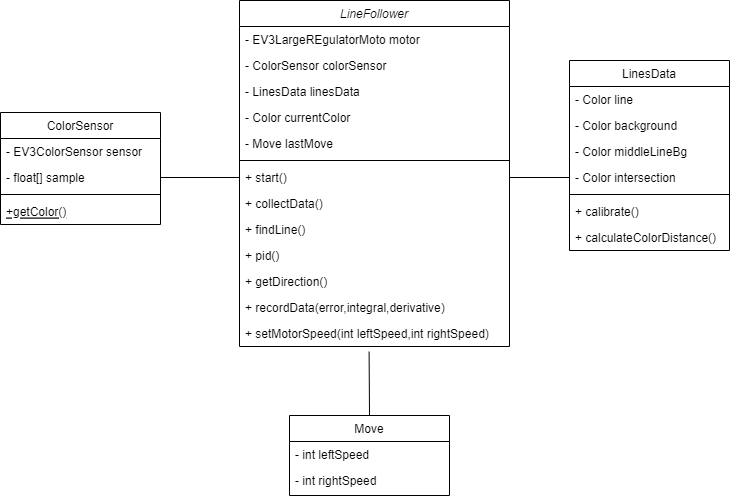 LineFollower
- EV3LargeREgulatorMoto motor
- ColorSensor colorSensor
- LinesData linesData
- Color currentColor
- Move lastMove
+ start()
+ collectData()
+ findLine()
+ pid()
+ getDirection()
+ recordData(error,integral,derivative)
+ setMotorSpeed(int leftSpeed,int rightSpeed)
ColorSensor
- EV3ColorSensor sensor
- float[] sample
+getColor()
LinesData
- Color line
- Color background
- Color middleLineBg
- Color intersection
+ calibrate()
+ calculateColorDistance()
Move
- int leftSpeed
- int rightSpeed